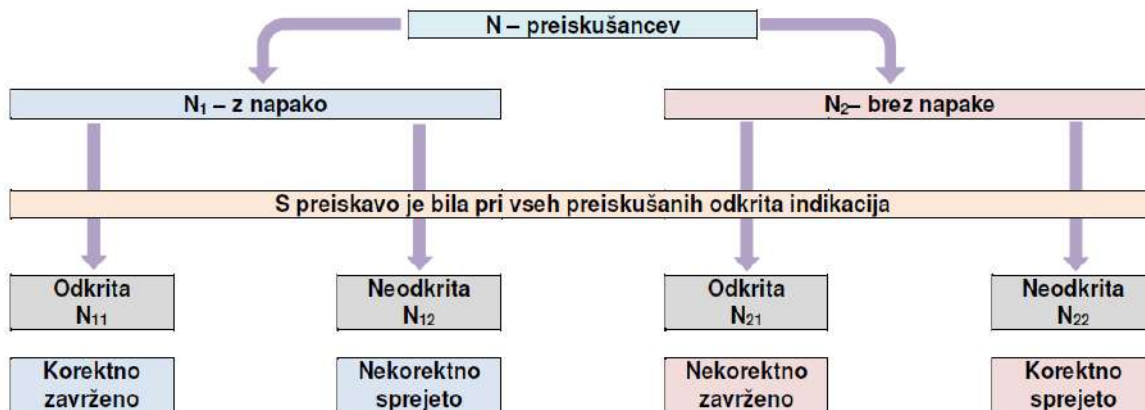 N – preiskušancev
N₁ – z napako
N₂– brez napake
S preiskavo je bila pri vseh preiskušanih odkrita indikacija
Odkrita
N₁₁
Neodkrita
N₁₂
Odkrita
N₂₁
Neodkrita
N₂₂
Korektno
zavrženo
Nekorektno
sprejeto
Nekorektno
zavrženo
Korektno
sprejeto